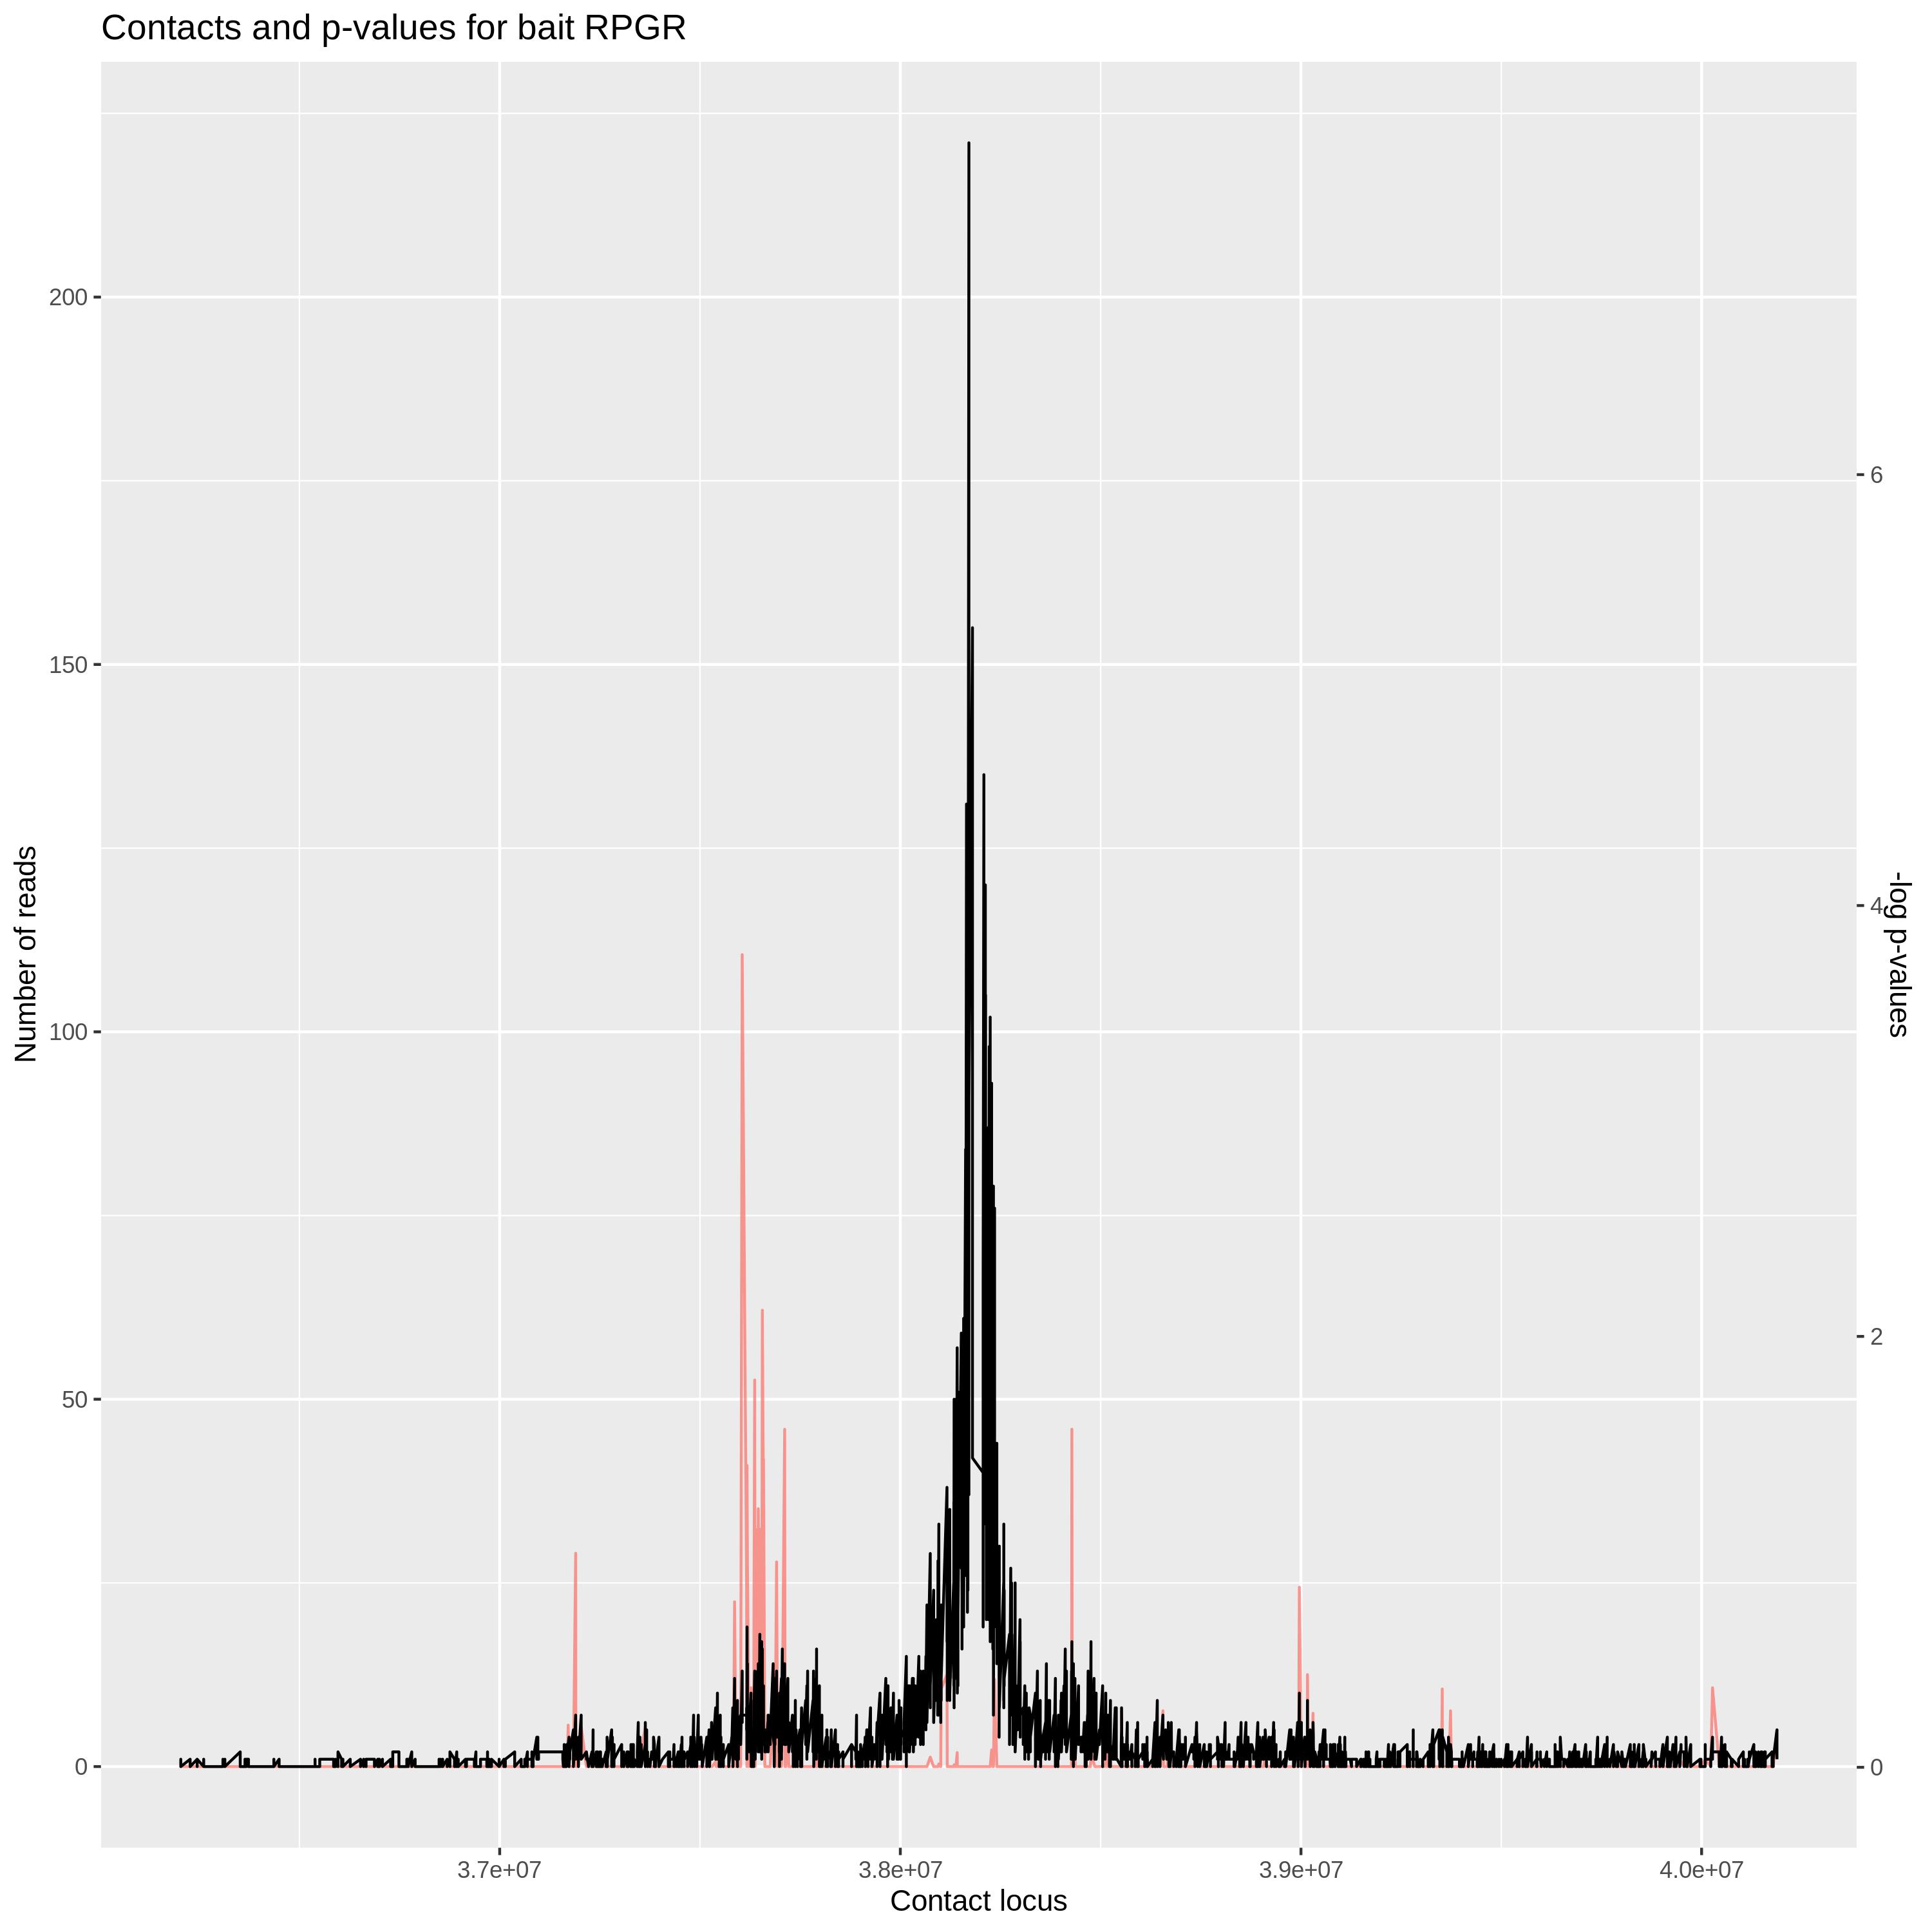 Contacts and p-values for bait RPGR
Number of reads
200
150
100
50
0
6
4
2
0
-log p-values
3.7e+07
3.8e+07
3.9e+07
4.0e+07
Contact locus